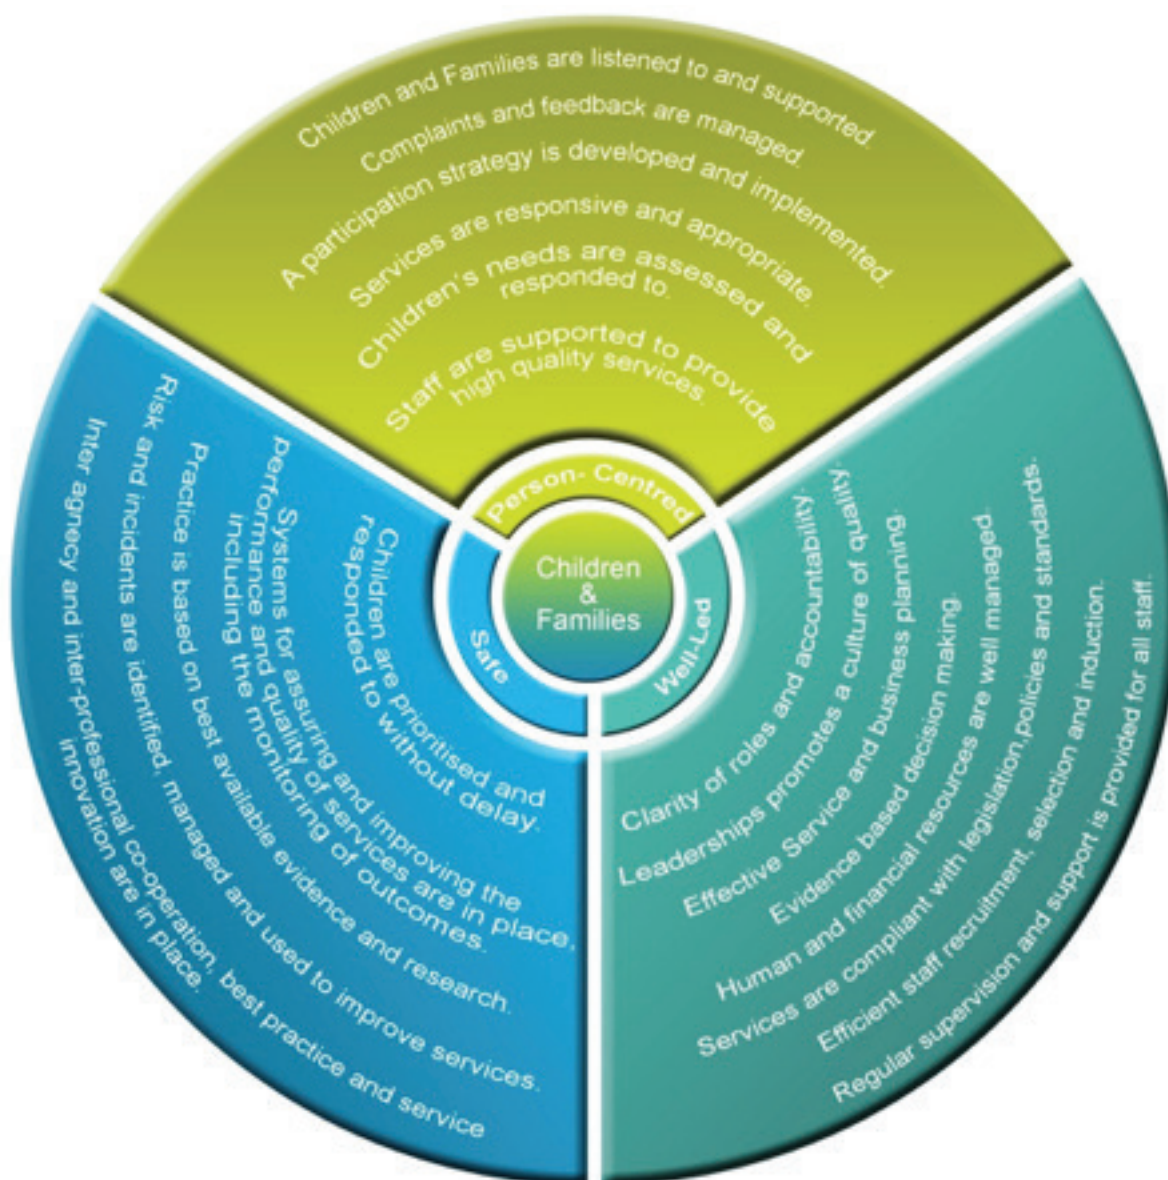 Children and Families are listened to and supported.
Complaints and feedback are managed.
A participation strategy is developed and implemented.
Services are responsive and appropriate.
Children's needs are assessed and
responded to.
Staff are supported to provide
high quality services.
Person- Centred
Children
&
Families
Safe
Well-Led
Clarity of roles and accountability.
Leaderships promotes a culture of quality
Effective Service and business planning.
Evidence based decision making.
Human and financial resources are well managed.
Services are compliant with legislation,policies and standards.
Efficient staff recruitment, selection and induction.
Regular supervision and support is provided for all staff.
Children are prioritised and
responded to without delay.
Systems for assuring and improving the
performance and quality of services are in place,
including the monitoring of outcomes.
Practice is based on best available evidence and research.
Risk and incidents are identified, managed and used to improve services.
Inter agnecy and inter-professional co-operation, best practice and service
innovation are in place.